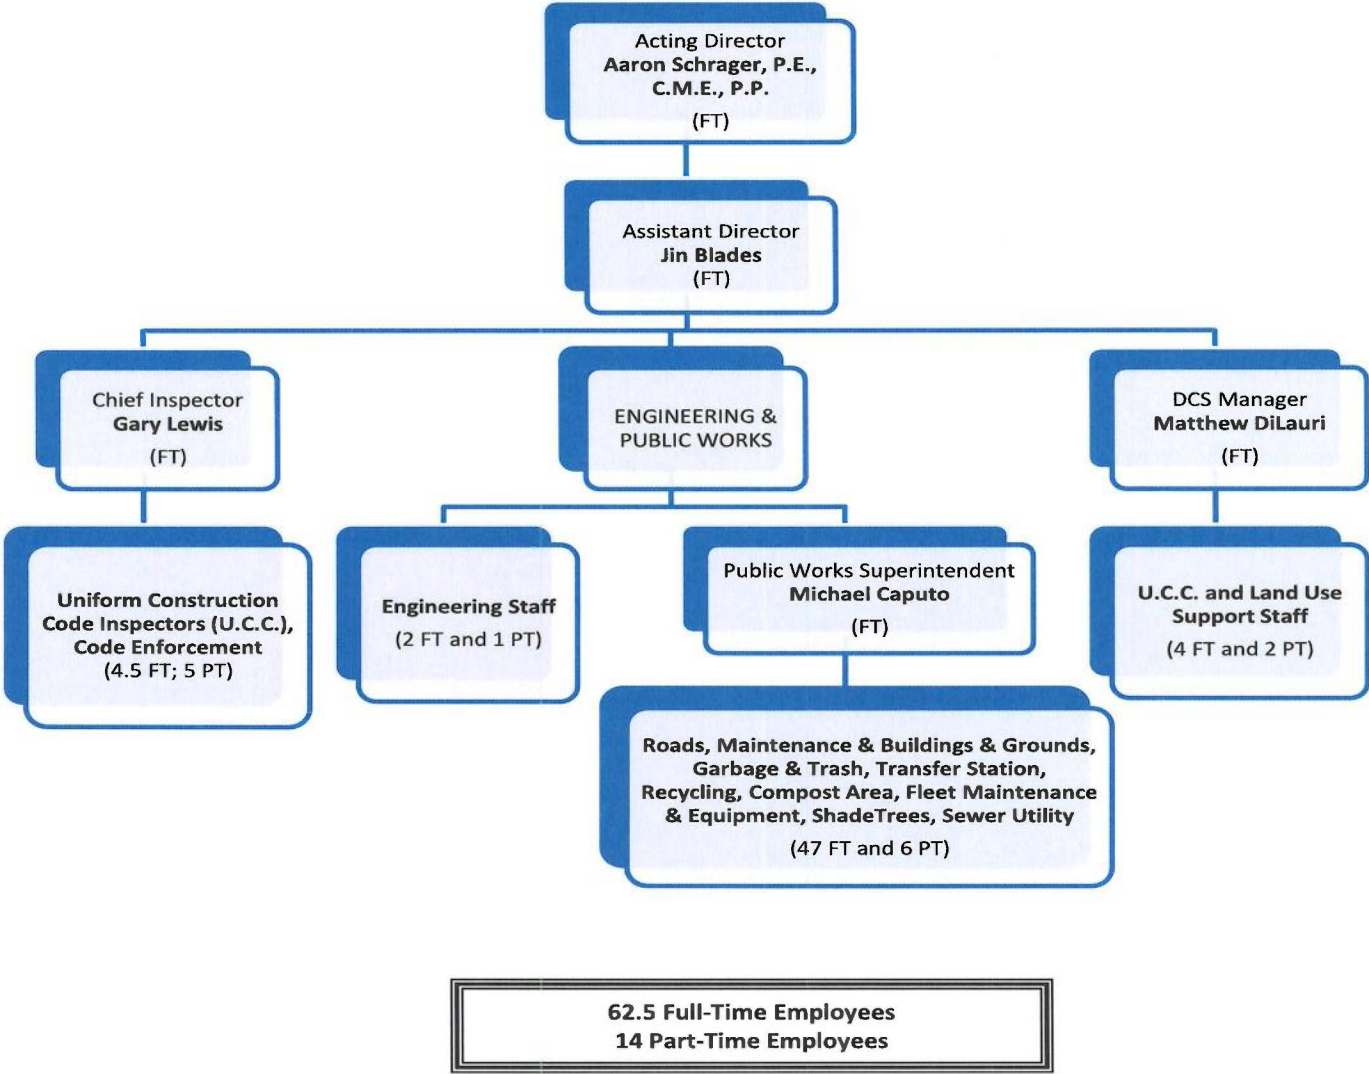 Acting Director
Aaron Schrager, P.E.,
C.M.E., P.P.
(FT)
Assistant Director
Jin Blades
(FT)
Chief Inspector
Gary Lewis
(FT)
ENGINEERING &
PUBLIC WORKS
DCS Manager
Matthew DiLauri
(FT)
Uniform Construction
Code Inspectors (U.C.C.),
Code Enforcement
(4.5 FT; 5 PT)
Engineering Staff
(2 FT and 1 PT)
Public Works Superintendent
Michael Caputo
(FT)
U.C.C. and Land Use
Support Staff
(4 FT and 2 PT)
Roads, Maintenance & Buildings & Grounds,
Garbage & Trash, Transfer Station,
Recycling, Compost Area, Fleet Maintenance
& Equipment, ShadeTrees, Sewer Utility
(47 FT and 6 PT)
62.5 Full-Time Employees
14 Part-Time Employees